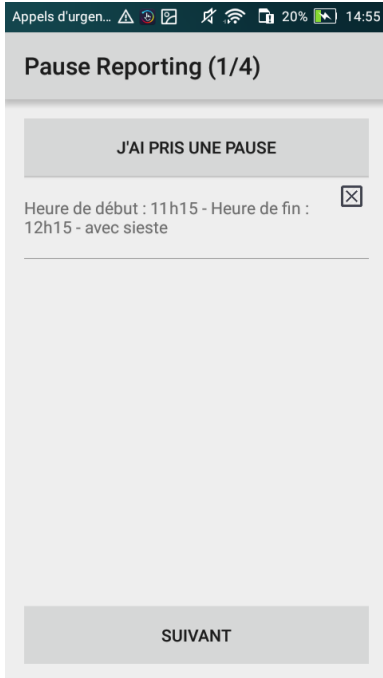 Appels d'urgen... 20% 14:55
Pause Reporting (1/4)
J'AI PRIS UNE PAUSE
Heure de début : 11h15 - Heure de fin :
12h15 - avec sieste
SUIVANT